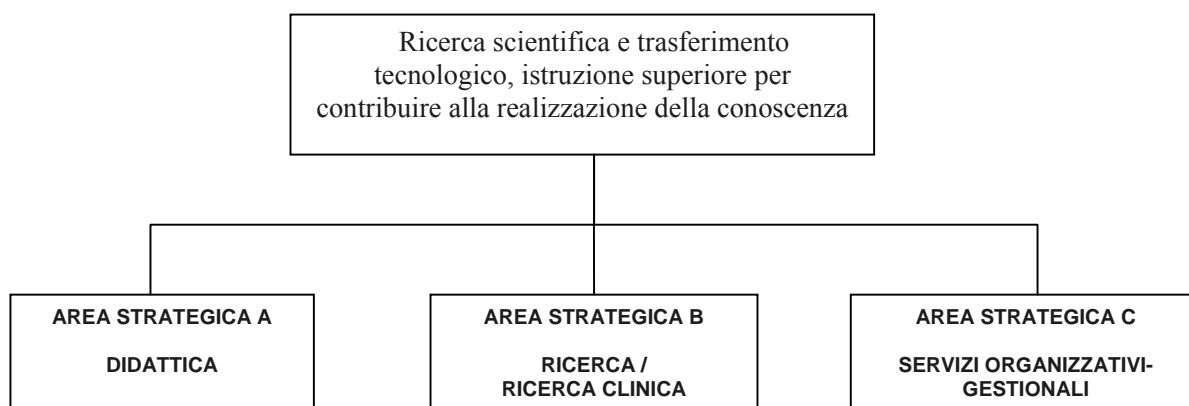 Ricerca scientifica e trasferimento
tecnologico, istruzione superiore per
contribuire alla realizzazione della conoscenza
AREA STRATEGICA A
DIDATTICA
AREA STRATEGICA B
RICERCA /
RICERCA CLINICA
AREA STRATEGICA C
SERVIZI ORGANIZZATIVI-
GESTIONALI